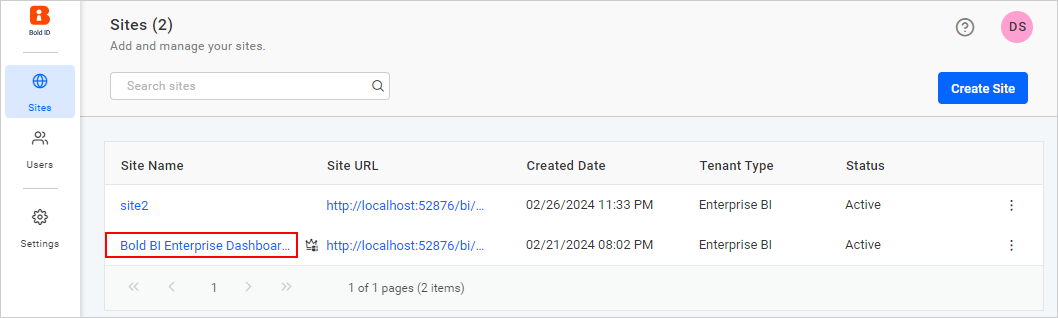 Bold ID
Sites
Users
Settings
Sites (2)
Add and manage your sites.
DS
Search sites
Create Site
Site Name Site URL Created Date Tenant Type Status
site2 http://localhost:52876/bi/... 02/26/2024 11:33 PM Enterprise BI Active
Bold BI Enterprise Dashboar... http://localhost:52876/bi/... 02/21/2024 08:02 PM Enterprise BI Active
1 1 of 1 pages (2 items)